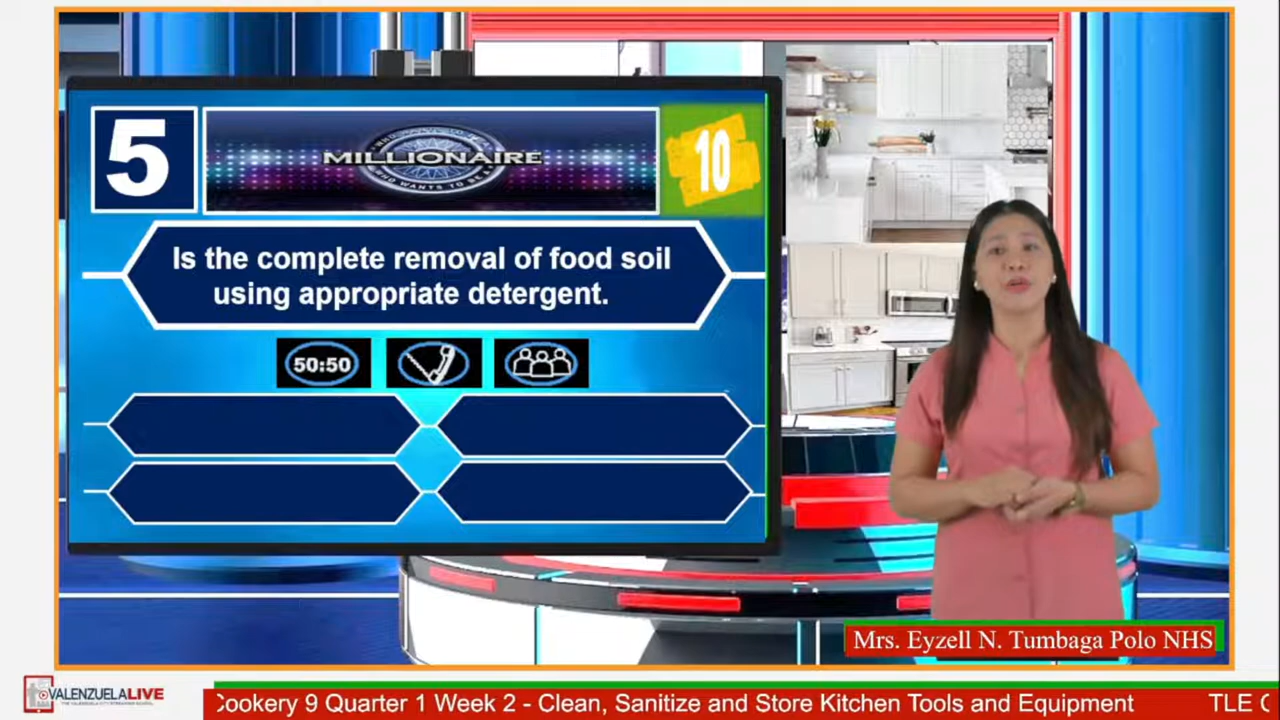 5
MILLIONAIRE
WHO WANTS TO BE A
10
Is the complete removal of food soil
using appropriate detergent.
50:50
Mrs. Eyzell N. Tumbaga Polo NHS
VALENZUELALIVE
Cookery 9 Quarter 1 Week 2 - Clean, Sanitize and Store Kitchen Tools and Equipment
TLE